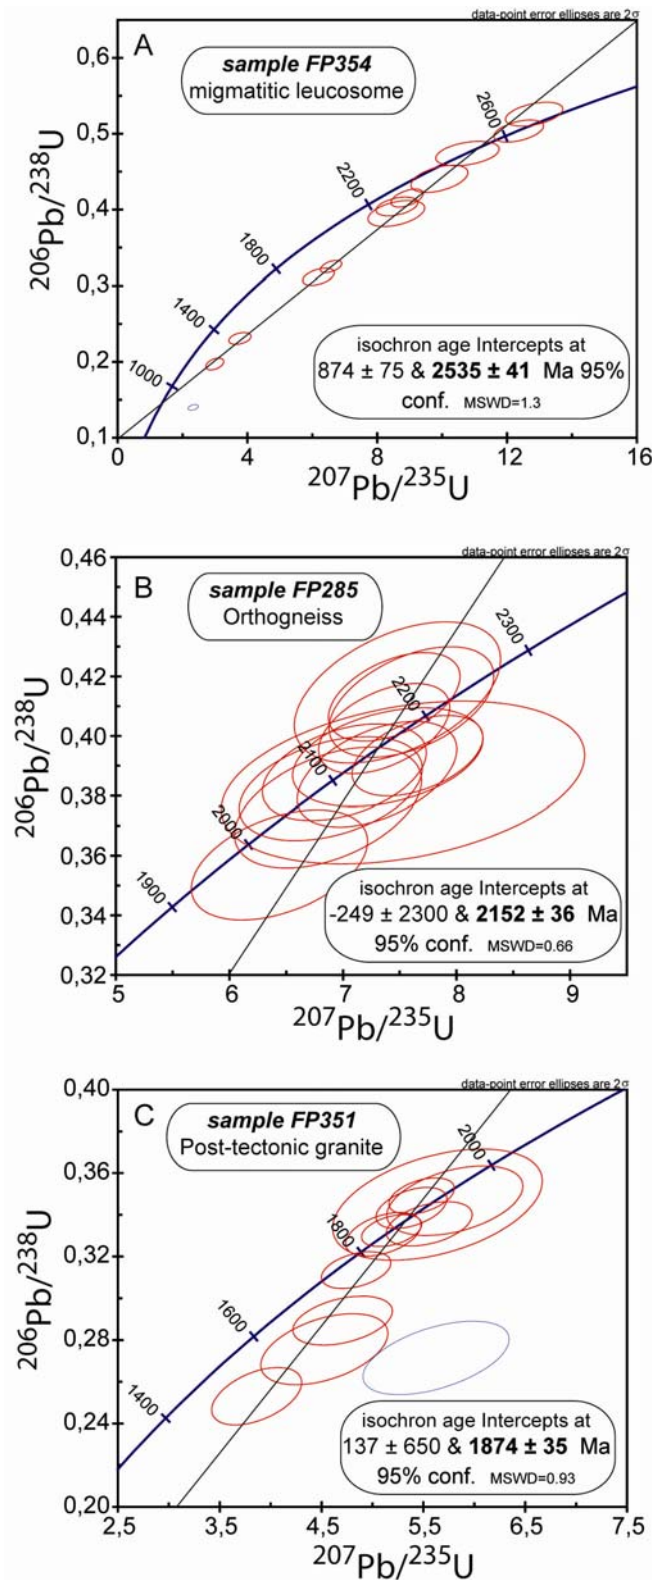 data-point error ellipses are 2σ
A
sample FP354
migmatitic leucosome
0,6
0,5
0,4
0,3
0,2
0,1
206Pb/238U
2600
2200
1800
1400
1000
isochron age Intercepts at
874 ± 75 & 2535 ± 41 Ma 95%
conf. MSWD=1.3
0 4 8 12 16
207Pb/235U
data-point error ellipses are 2σ
B
sample FP285
Orthogneiss
0,46
0,44
0,42
0,40
0,38
0,36
0,34
0,32
206Pb/238U
2300
2200
2100
2000
1900
isochron age Intercepts at
-249 ± 2300 & 2152 ± 36 Ma
95% conf. MSWD=0.66
5 6 7 8 9
207Pb/235U
data-point error ellipses are 2σ
C
sample FP351
Post-tectonic granite
0,40
0,36
0,32
0,28
0,24
0,20
206Pb/238U
2000
1800
1600
1400
isochron age Intercepts at
137 ± 650 & 1874 ± 35 Ma
95% conf. MSWD=0.93
2,5 3,5 4,5 5,5 6,5 7,5
207Pb/235U